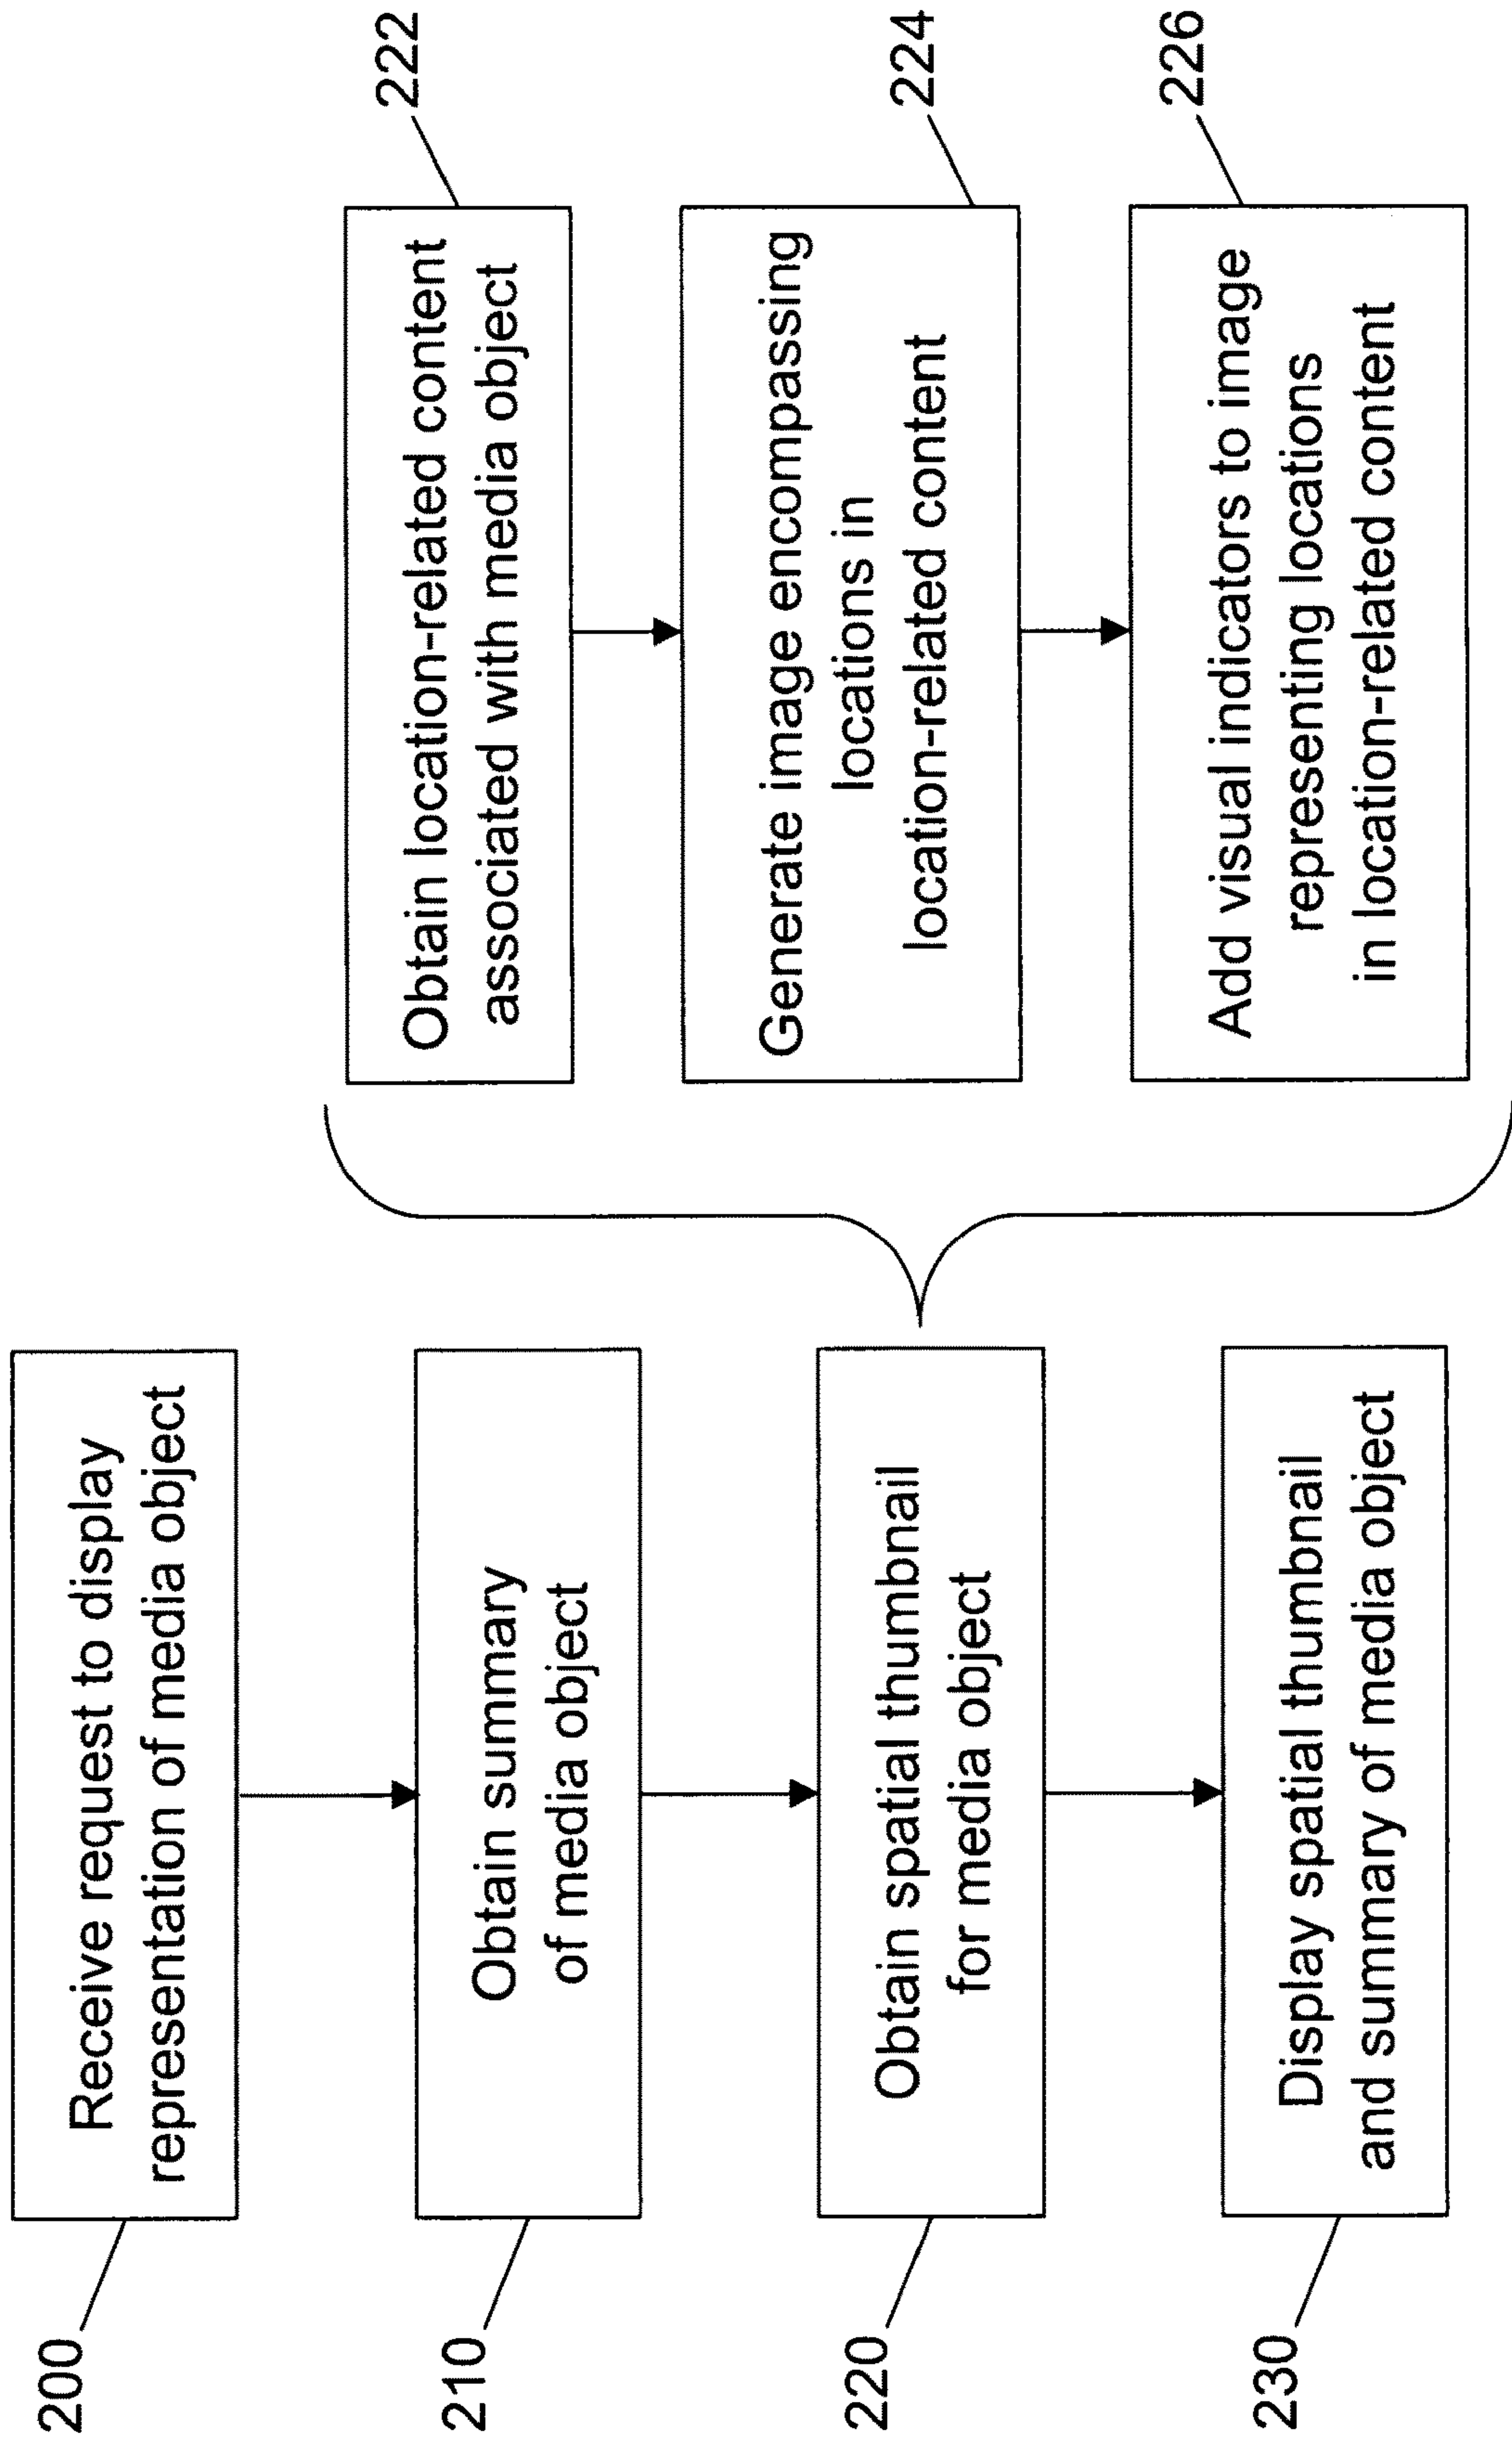 200
Receive request to display
representation of media object
210
Obtain summary
of media object
220
Obtain spatial thumbnail
for media object
230
Display spatial thumbnail
and summary of media object
Obtain location-related content
associated with media object
222
Generate image encompassing
locations in
location-related content
224
Add visual indicators to image
representing locations
in location-related content
226